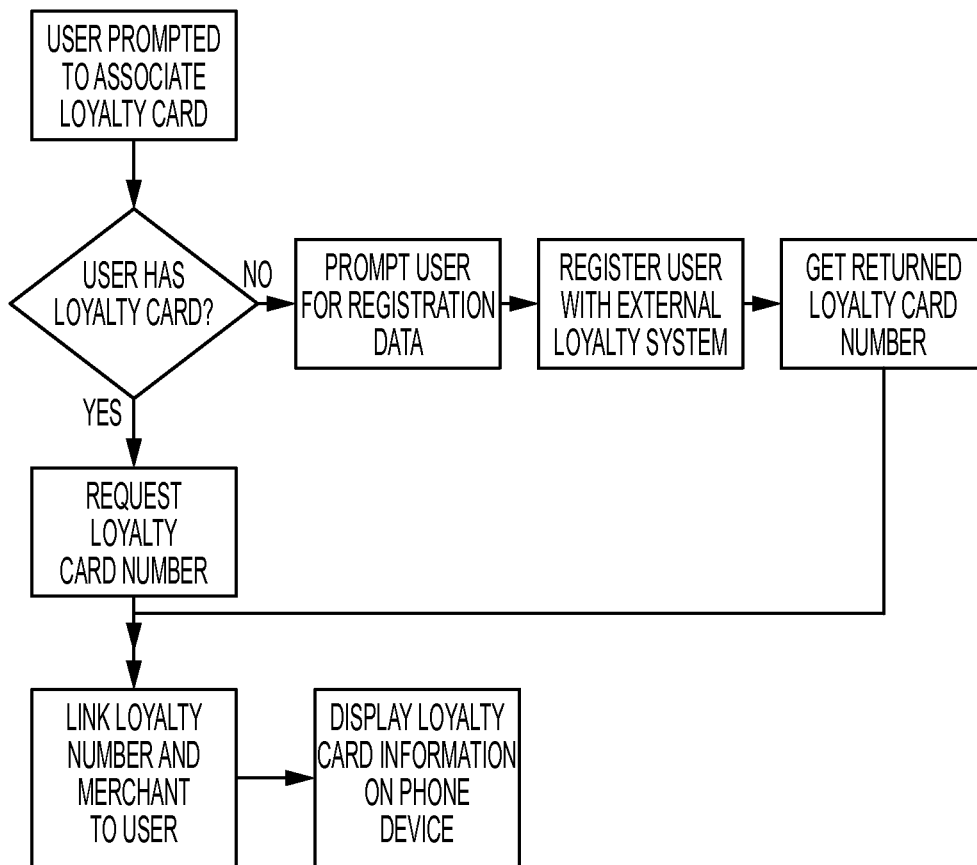 USER PROMPTED
TO ASSOCIATE
LOYALTY CARD
USER HAS
LOYALTY CARD?
NO
PROMPT USER
FOR REGISTRATION
DATA
REGISTER USER
WITH EXTERNAL
LOYALTY SYSTEM
GET RETURNED
LOYALTY CARD
NUMBER
YES
REQUEST
LOYALTY
CARD NUMBER
LINK LOYALTY
NUMBER AND
MERCHANT
TO USER
DISPLAY LOYALTY
CARD INFORMATION
ON PHONE
DEVICE